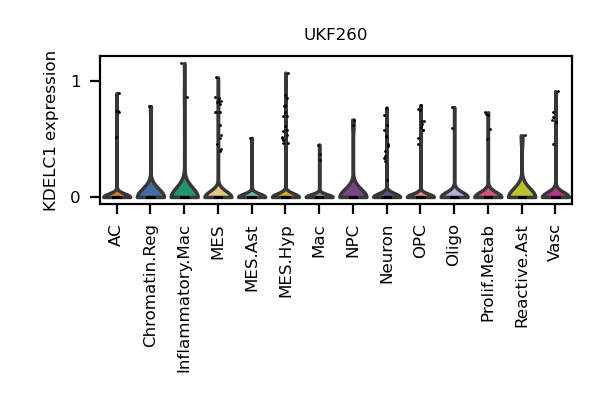 UKF260
KDELC1 expression
1
0
AC
Chromatin.Reg
Inflammatory.Mac
MES
MES.Ast
MES.Hyp
Mac
NPC
Neuron
OPC
Oligo
Prolif.Metab
Reactive.Ast
Vasc